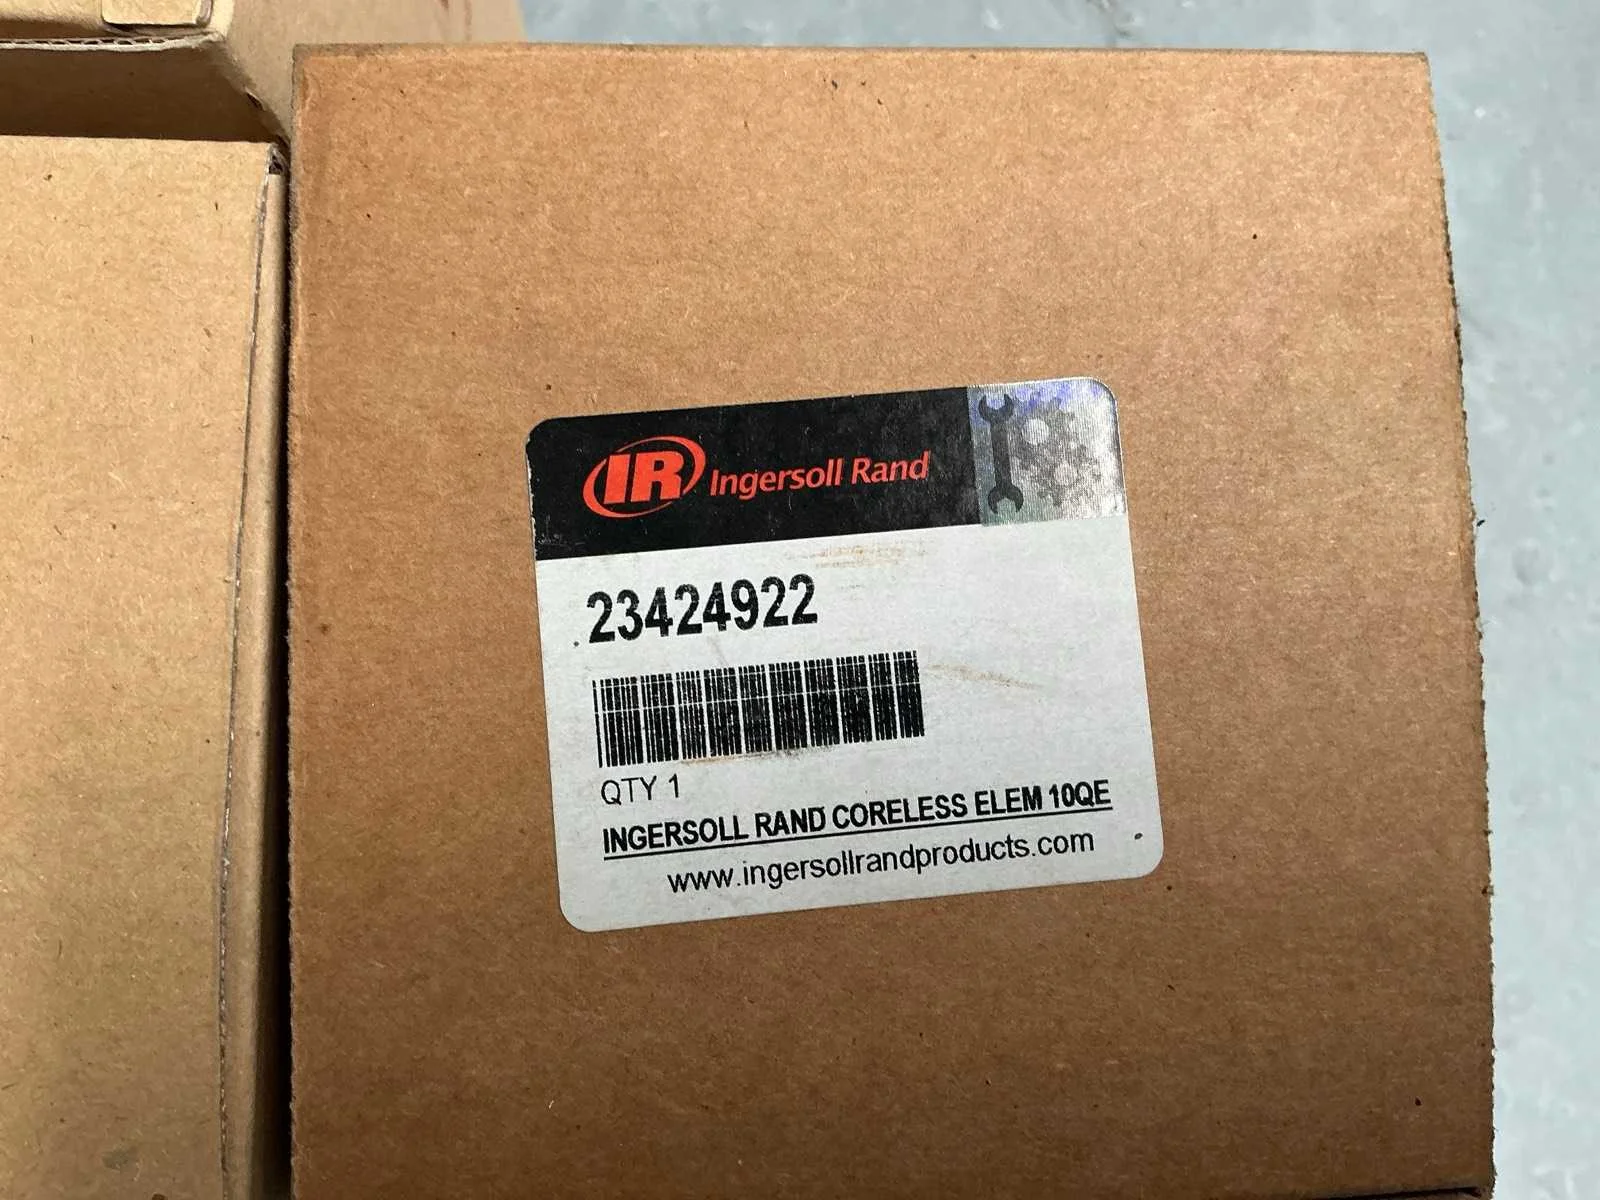 IR Ingersoll Rand
23424922
QTY 1
INGERSOLL RAND CORELESS ELEM 10QE
www.ingersollrandproducts.com